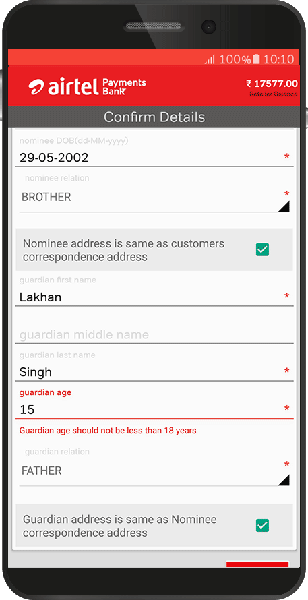 100% 10:10
airtel Payments
Bank
₹ 17577.00
Confirm Details
nominee DOB(dd-MM-yyyy)
29-05-2002 *
nominee relation
BROTHER *
Nominee address is same as customers
correspondence address
guardian first name
Lakhan *
guardian middle name
guardian last name
Singh *
guardian age
15 *
Guardian age should not be less than 18 years
guardian relation
FATHER *
Guardian address is same as Nominee
correspondence address